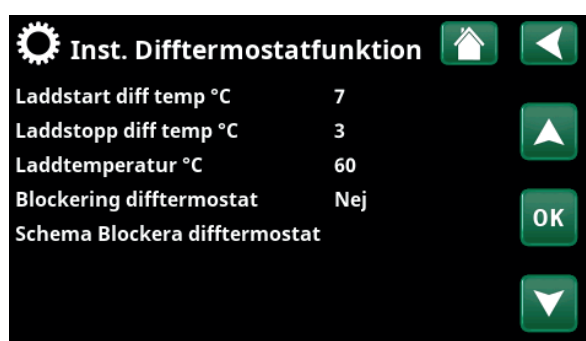 Inst. Difftermostatfunktion
Laddstart diff temp °C 7
Laddstopp diff temp °C 3
Laddtemperatur °C 60
Blockering difftermostat Nej
OK
Schema Blockera difftermostat